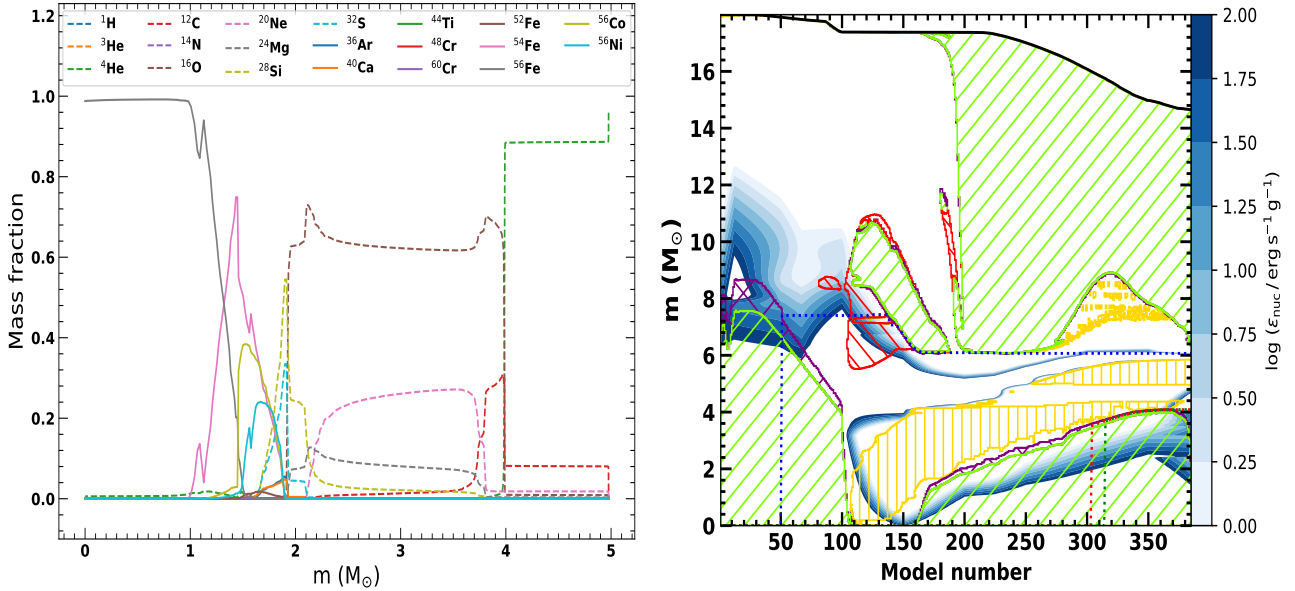 1.2
1.0
0.8
0.6
0.4
0.2
0.0
Mass fraction
¹H ¹²C ²⁰Ne ³²S ⁴⁴Ti ⁵²Fe ⁵⁶Co
³He ¹⁴N ²⁴Mg ³⁶Ar ⁴⁸Cr ⁵⁴Fe ⁵⁶Ni
⁴He ¹⁶O ²⁸Si ⁴⁰Ca ⁶⁰Cr ⁵⁶Fe
0 1 2 3 4 5
m (M⊙)
16
14
12
10
8
6
4
2
0
m (M⊙)
50 100 150 200 250 300 350
Model number
2.00
1.75
1.50
1.25
1.00
0.75
0.50
0.25
0.00
log (ε_nuc / erg s⁻¹ g⁻¹)